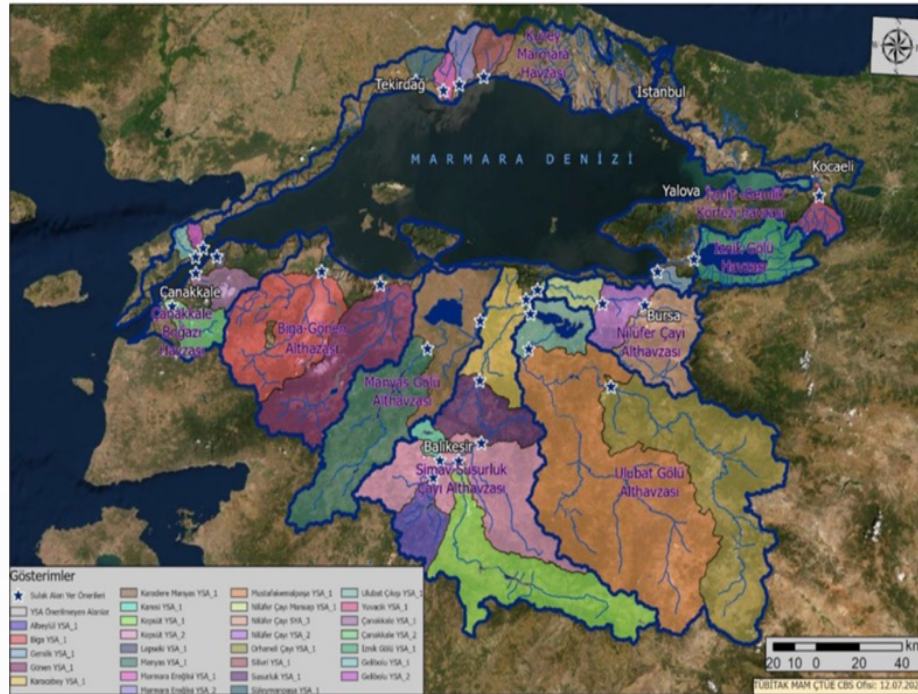 Kuzey
Marmara
Havzası
Tekirdağ
İstanbul
MARMARA DENİZİ
Kocaeli
Yalova
İzmit-Gemlik
Körfezi Havzası
İznik Gölü
Havzası
Çanakkale
Çanakkale
Boğazı
Havzası
Biga-Gönen
Althavzası
Bursa
Nilüfer Çayı
Althavzası
Manyas Gölü
Althavzası
Balıkesir
Simav-Susurluk
Çayı Althavzası
Ulubat Gölü
Althavzası
Gösterimler
Sulak Alan Yer Önerileri
YSA Önerilmeyen Alanlar
Altıeylül YSA_1
Biga YSA_1
Gemlik YSA_1
Gönen YSA_1
Karacabey YSA_1
Karadere Manyas YSA_1
Karesi YSA_1
Kepsüt YSA_1
Kepsüt YSA_2
Lapseki YSA_1
Manyas YSA_1
Marmara Ereğlisi YSA_1
Marmara Ereğlisi YSA_2
Mustafakemalpaşa YSA_1
Nilüfer Çayı Mansap YSA_1
Nilüfer Çayı SYA_3
Nilüfer Çayı YSA_2
Orhaneli Çayı YSA_1
Silivri YSA_1
Susurluk YSA_1
Süleymanpaşa YSA_1
Ulubat Çıkışı YSA_1
Yuvacık YSA_1
Çanakkale YSA_1
Çanakkale YSA_2
İznik Gölü YSA_1
Gelibolu YSA_1
Gelibolu YSA_2
km
20 10 0 20 40
TÜBİTAK MAM ÇTÜE CBS Ofisi: 12.07.202